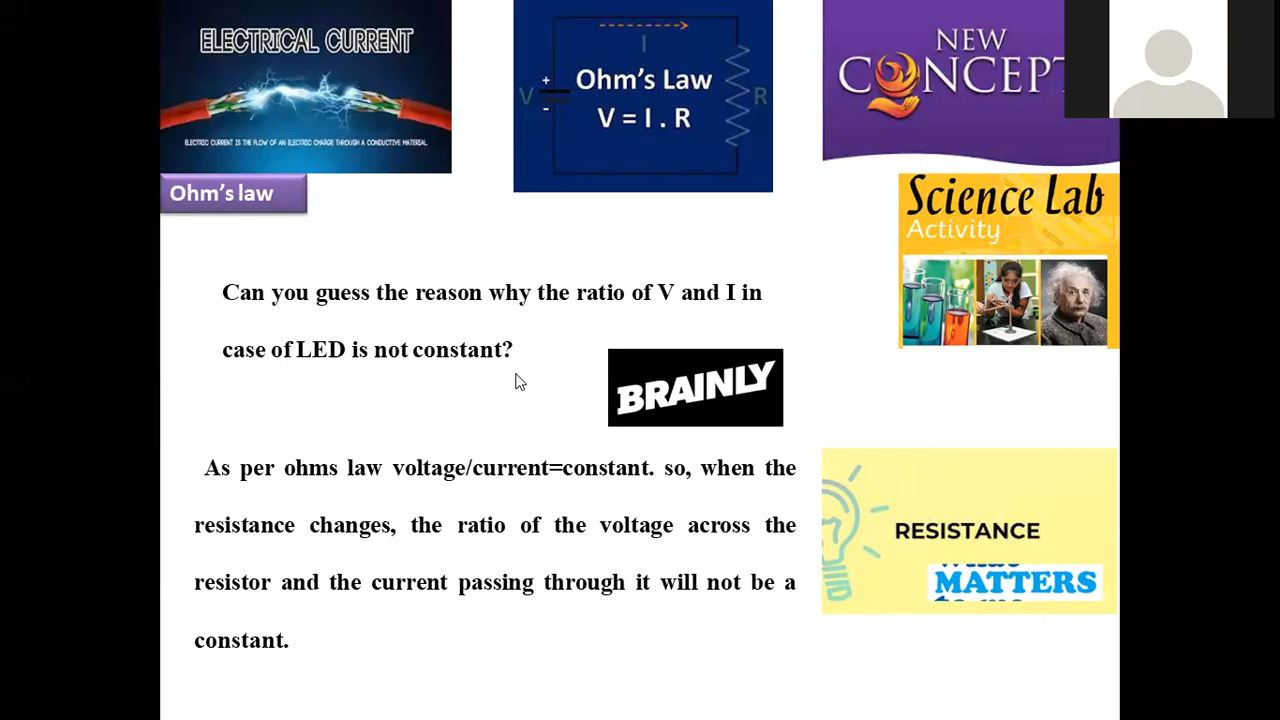 ELECTRICAL CURRENT
ELECTRIC CURRENT IS THE FLOW OF AN ELECTRIC CHARGE THROUGH A CONDUCTIVE MATERIAL.
I
+
V
-
R
Ohm's Law
V = I . R
NEW
CONCEPT
Ohm's law
Science Lab
Activity
Can you guess the reason why the ratio of V and I in
case of LED is not constant?
BRAINLY
As per ohms law voltage/current=constant. so, when the
resistance changes, the ratio of the voltage across the
resistor and the current passing through it will not be a
constant.
RESISTANCE
MATTERS